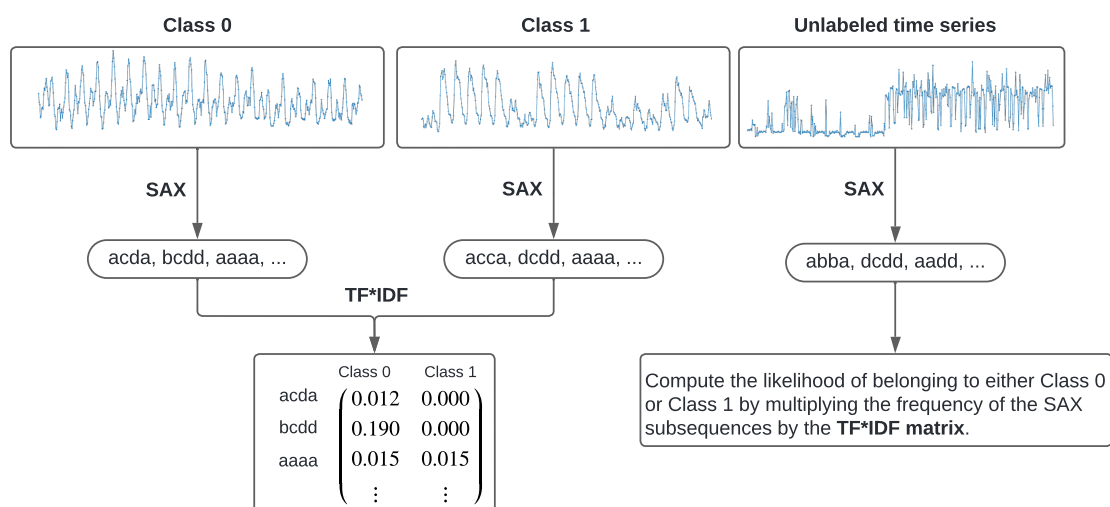 Class 0
Class 1
Unlabeled time series
SAX
SAX
SAX
acda, bcdd, aaaa, ...
acca, dcdd, aaaa, ...
abba, dcdd, aadd, ...
TF*IDF
Class 0 Class 1
acda 0.012 0.000
bcdd 0.190 0.000
aaaa 0.015 0.015
⋮ ⋮
Compute the likelihood of belonging to either Class 0
or Class 1 by multiplying the frequency of the SAX
subsequences by the TF*IDF matrix.